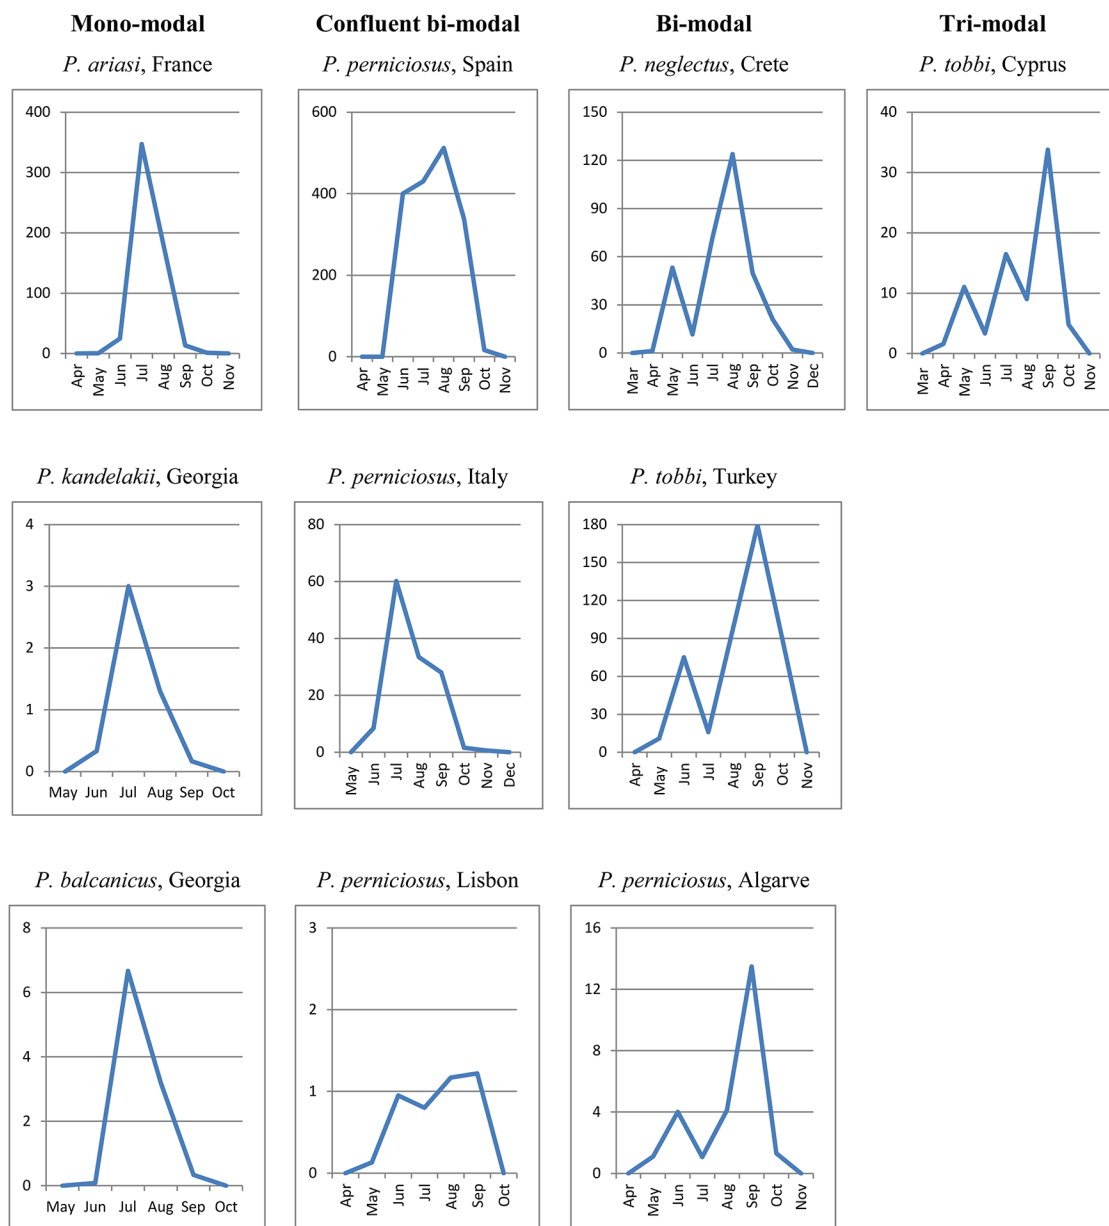 Mono-modal Confluent bi-modal Bi-modal Tri-modal
P. ariasi, France
400
300
200
100
0
Apr May Jun Jul Aug Sep Oct Nov
P. perniciosus, Spain
600
400
200
0
Apr May Jun Jul Aug Sep Oct Nov
P. neglectus, Crete
150
120
90
60
30
0
Mar Apr May Jun Jul Aug Sep Oct Nov Dec
P. tobbi, Cyprus
40
30
20
10
0
Mar Apr May Jun Jul Aug Sep Oct Nov
P. kandelakii, Georgia
4
3
2
1
0
May Jun Jul Aug Sep Oct
P. perniciosus, Italy
80
60
40
20
0
May Jun Jul Aug Sep Oct Nov Dec
P. tobbi, Turkey
180
150
120
90
60
30
0
Apr May Jun Jul Aug Sep Oct Nov
P. balcanicus, Georgia
8
6
4
2
0
May Jun Jul Aug Sep Oct
P. perniciosus, Lisbon
3
2
1
0
Apr May Jun Jul Aug Sep Oct
P. perniciosus, Algarve
16
12
8
4
0
Apr May Jun Jul Aug Sep Oct Nov